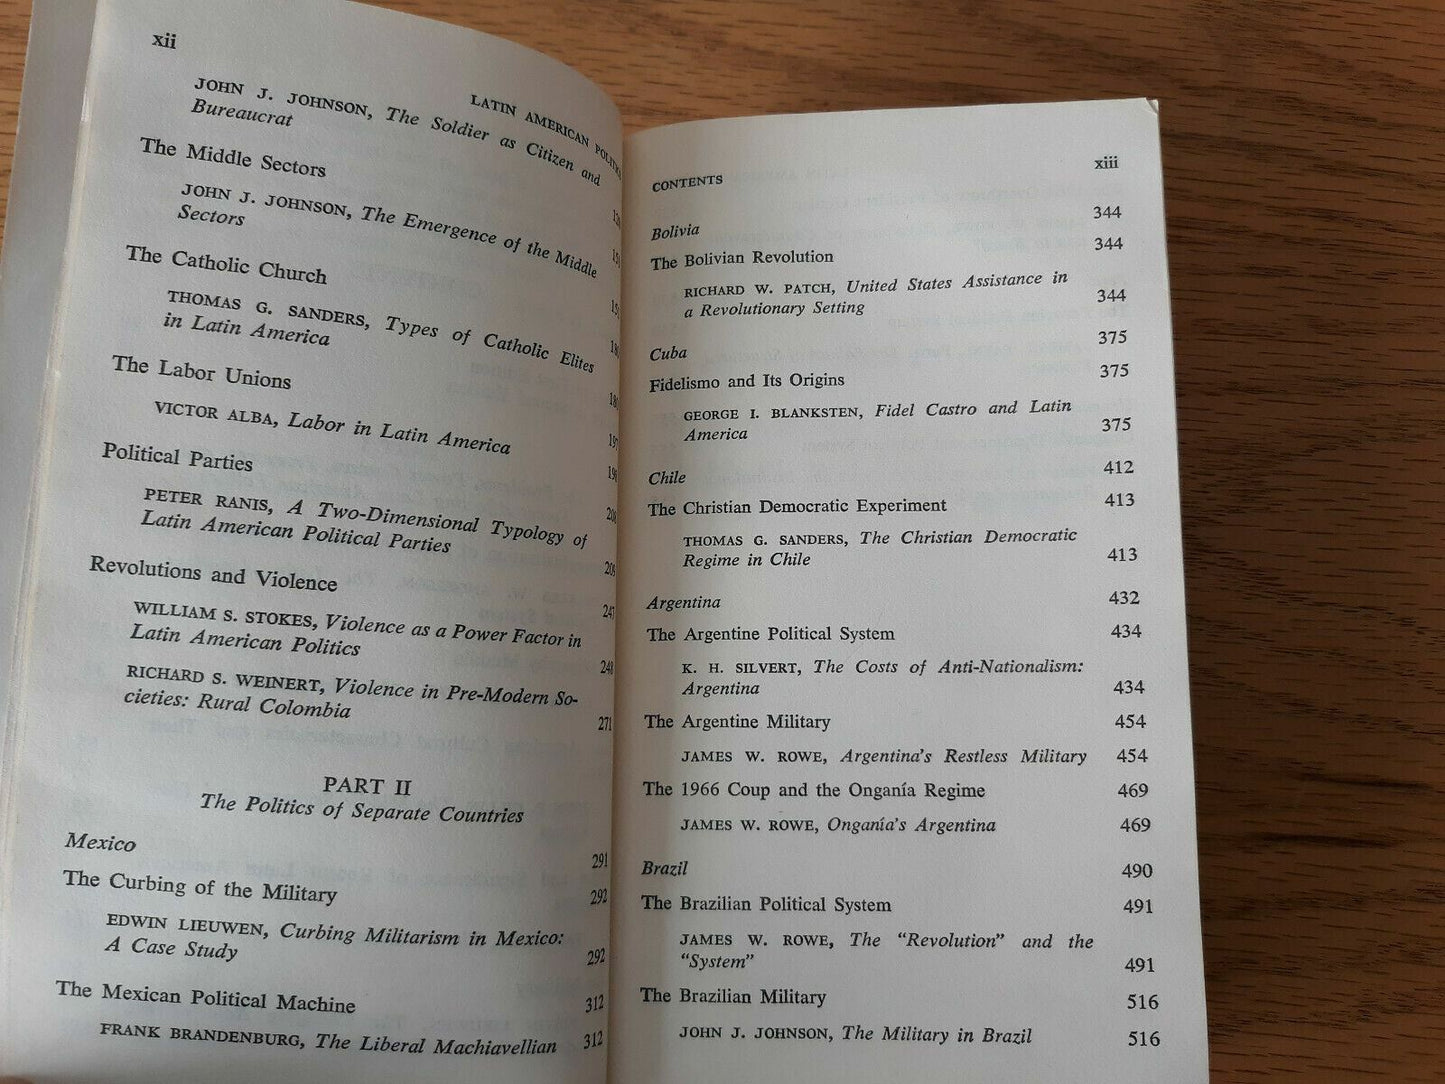 xii
LATIN AMERICAN POLITICS
JOHN J. JOHNSON, The Soldier as Citizen and
Bureaucrat
The Middle Sectors
JOHN J. JOHNSON, The Emergence of the Middle
Sectors
The Catholic Church
THOMAS G. SANDERS, Types of Catholic Elites
in Latin America
The Labor Unions
VICTOR ALBA, Labor in Latin America
Political Parties
PETER RANIS, A Two-Dimensional Typology of
Latin American Political Parties
Revolutions and Violence 247
WILLIAM S. STOKES, Violence as a Power Factor in
Latin American Politics 248
RICHARD S. WEINERT, Violence in Pre-Modern So-
cieties: Rural Colombia 271
PART II
The Politics of Separate Countries
Mexico 291
The Curbing of the Military 292
EDWIN LIEUWEN, Curbing Militarism in Mexico:
A Case Study 292
The Mexican Political Machine 312
FRANK BRANDENBURG, The Liberal Machiavellian 312
CONTENTS xiii
Bolivia 344
The Bolivian Revolution 344
RICHARD W. PATCH, United States Assistance in
a Revolutionary Setting 344
Cuba 375
Fidelismo and Its Origins 375
GEORGE I. BLANKSTEN, Fidel Castro and Latin
America 375
Chile 412
The Christian Democratic Experiment 413
THOMAS G. SANDERS, The Christian Democratic
Regime in Chile 413
Argentina 432
The Argentine Political System 434
K. H. SILVERT, The Costs of Anti-Nationalism:
Argentina 434
The Argentine Military 454
JAMES W. ROWE, Argentina's Restless Military 454
The 1966 Coup and the Onganía Regime 469
JAMES W. ROWE, Onganía's Argentina 469
Brazil 490
The Brazilian Political System 491
JAMES W. ROWE, The "Revolution" and the
"System" 491
The Brazilian Military 516
JOHN J. JOHNSON, The Military in Brazil 516